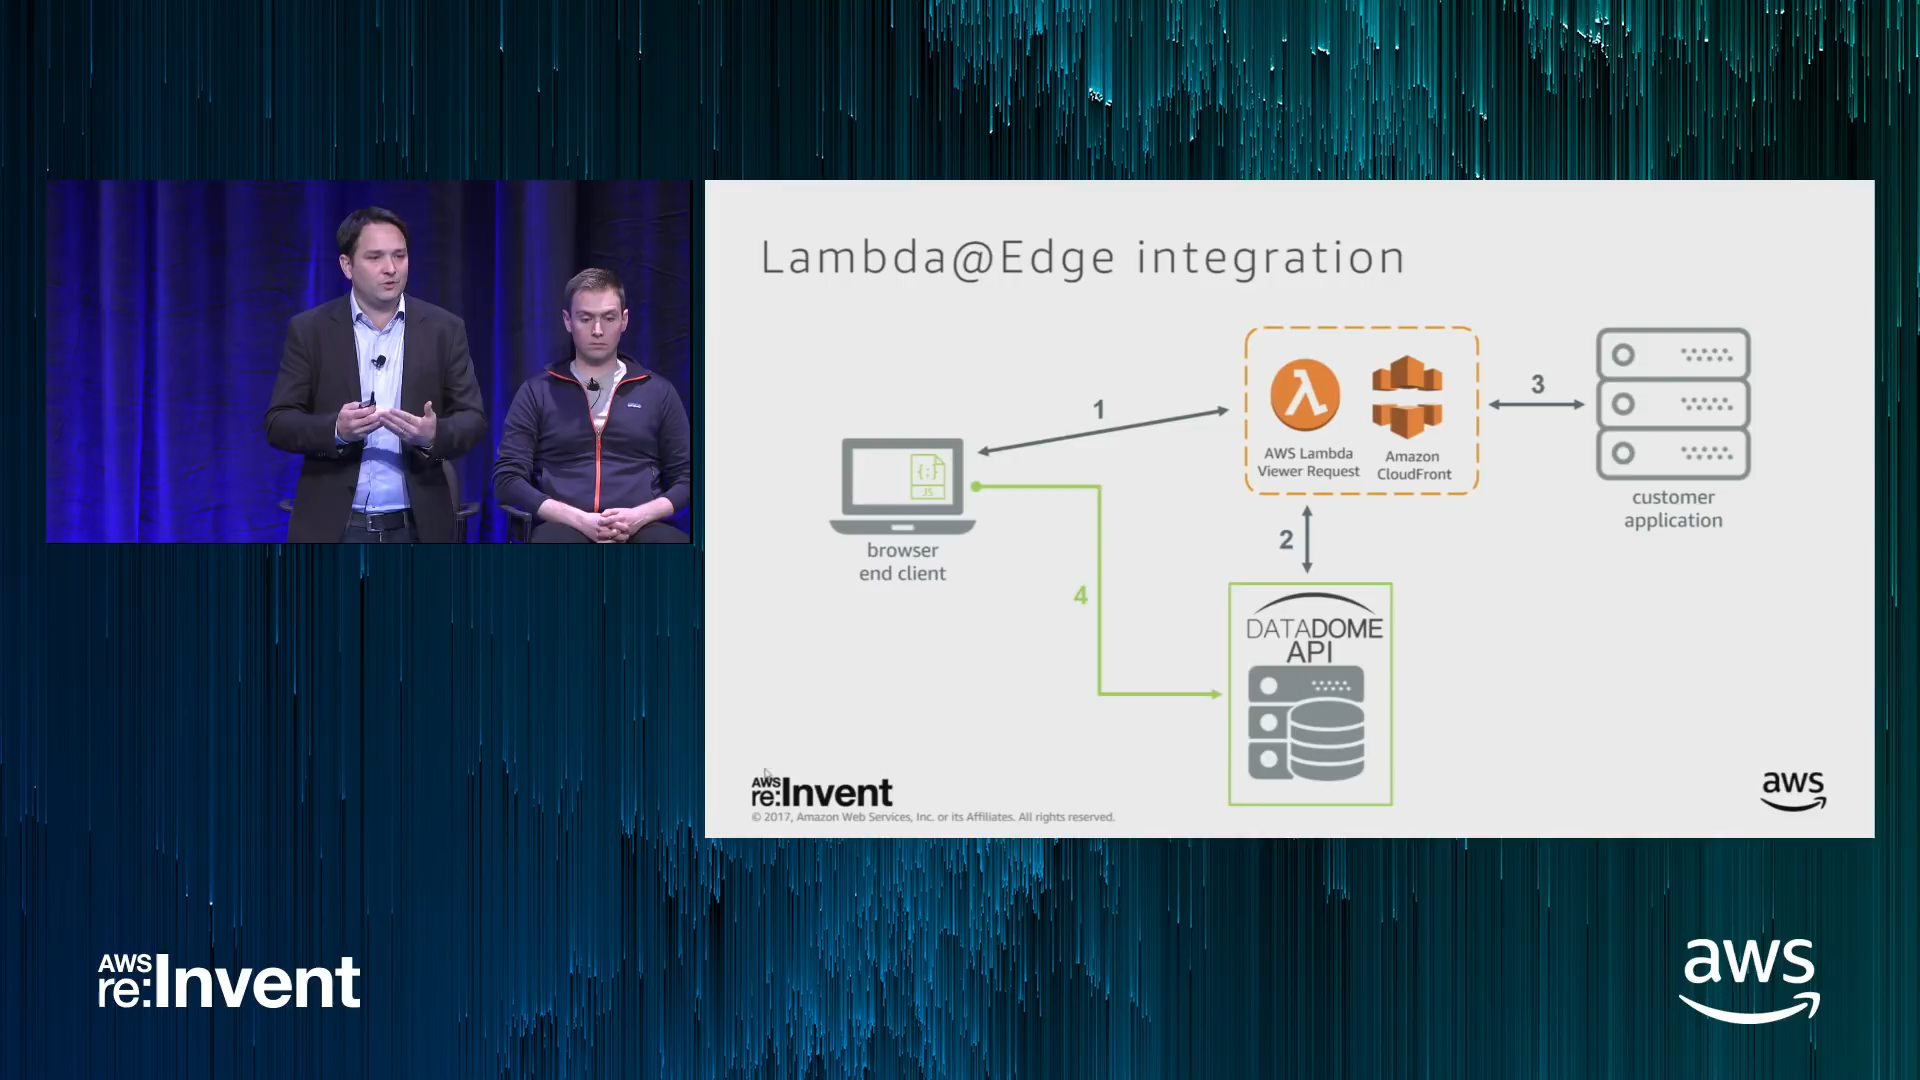 Lambda@Edge integration
1
3
AWS Lambda
Viewer Request
Amazon
CloudFront
{;}
JS
customer
application
browser
end client
2
4
DATADOME
API
AWS
re:Invent
© 2017, Amazon Web Services, Inc. or its Affiliates. All rights reserved.
aws
AWS
re:Invent
aws